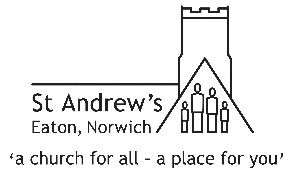 St Andrew's
Eaton, Norwich
'a church for all – a place for you'